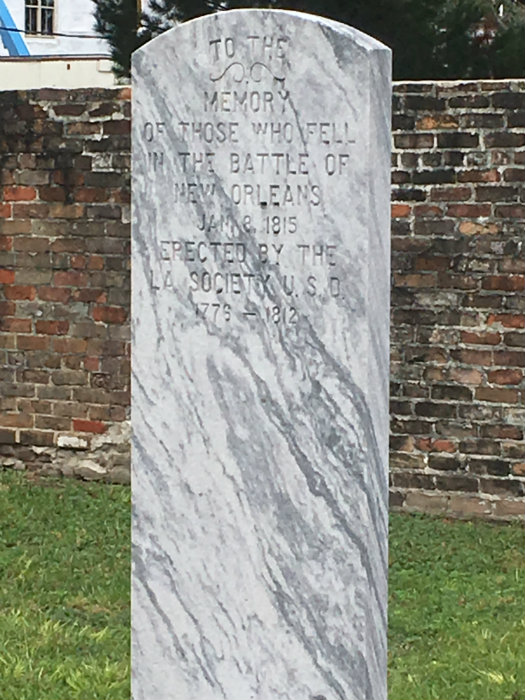 TO THE
MEMORY
OF THOSE WHO FELL
IN THE BATTLE OF
NEW ORLEANS
JAN. 8, 1815
ERECTED BY THE
LA. SOCIETY U. S. D.
1776 – 1812